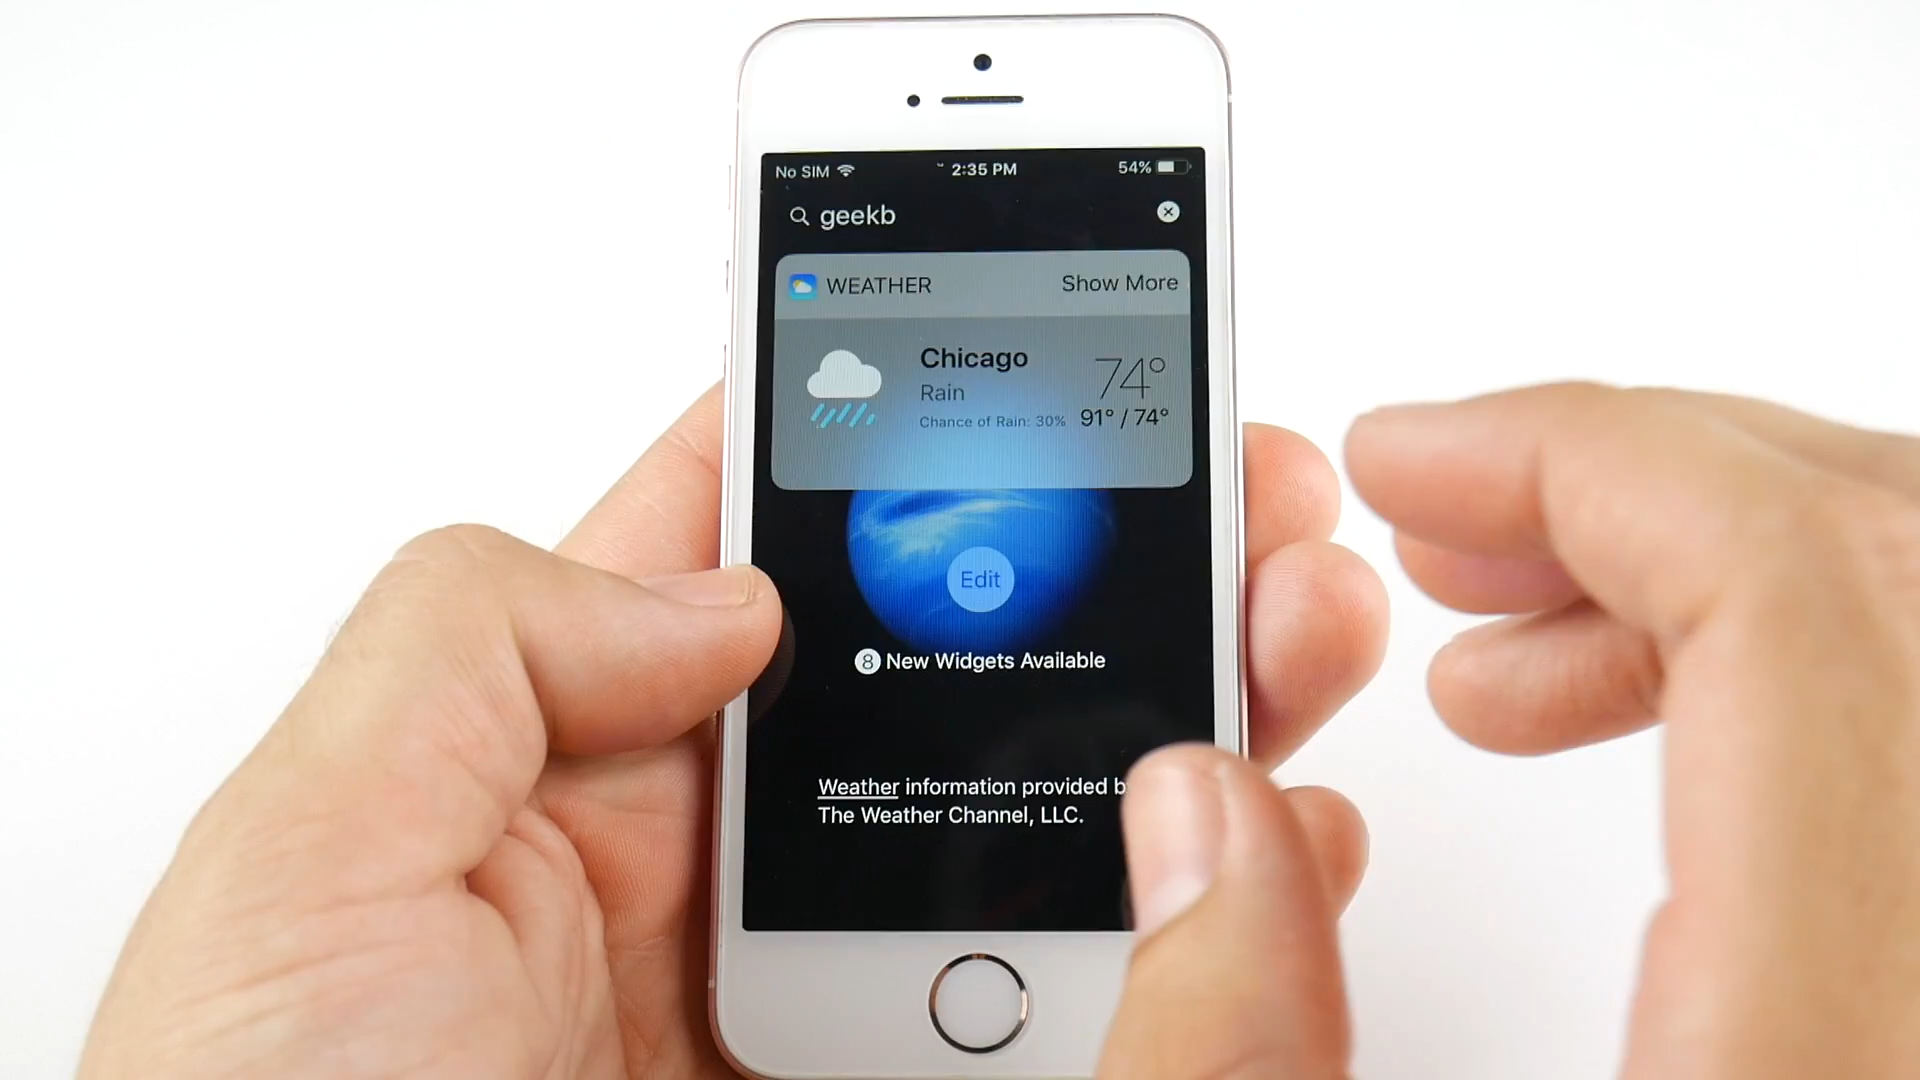 No SIM 2:35 PM 54%
geekb
WEATHER Show More
Chicago 74°
Rain
Chance of Rain: 30% 91° / 74°
Edit
8 New Widgets Available
Weather information provided
The Weather Channel, LLC.